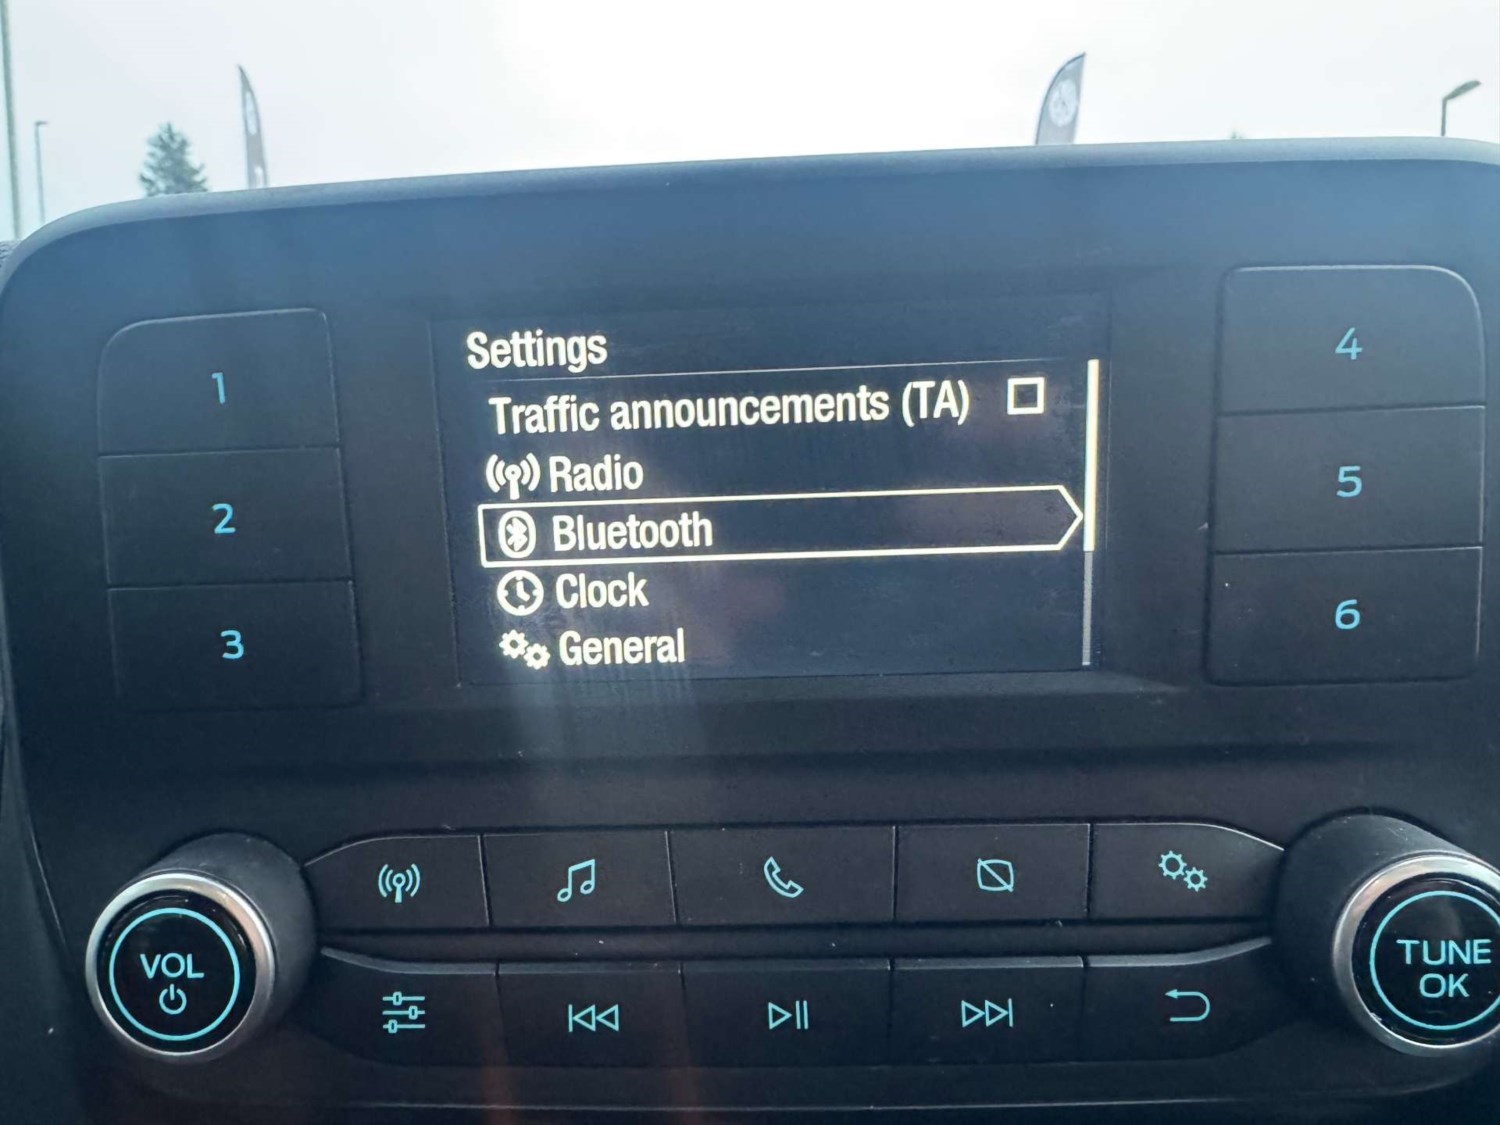 Settings
Traffic announcements (TA)
Radio
Bluetooth
Clock
General
1
2
3
4
5
6
VOL
TUNE
OK